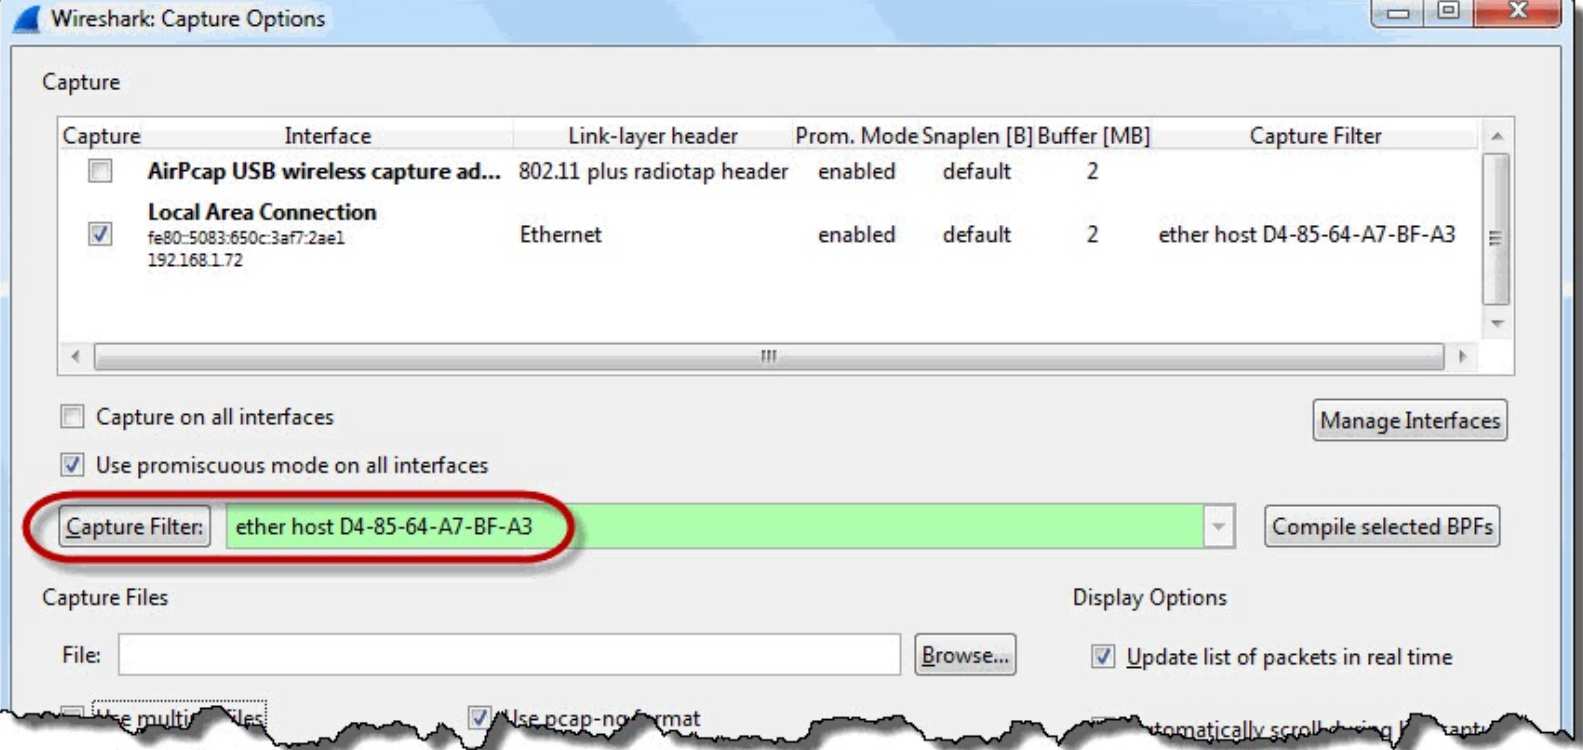 Wireshark: Capture Options
Capture
Capture Interface Link-layer header Prom. Mode Snaplen [B] Buffer [MB] Capture Filter
AirPcap USB wireless capture ad... 802.11 plus radiotap header enabled default 2
Local Area Connection
fe80::5083:650c:3af7:2ae1
192.168.1.72
Ethernet enabled default 2 ether host D4-85-64-A7-BF-A3
Capture on all interfaces
Manage Interfaces
Use promiscuous mode on all interfaces
Capture Filter: ether host D4-85-64-A7-BF-A3
Compile selected BPFs
Capture Files
Display Options
File:
Browse...
Update list of packets in real time
Use pcap-ng format